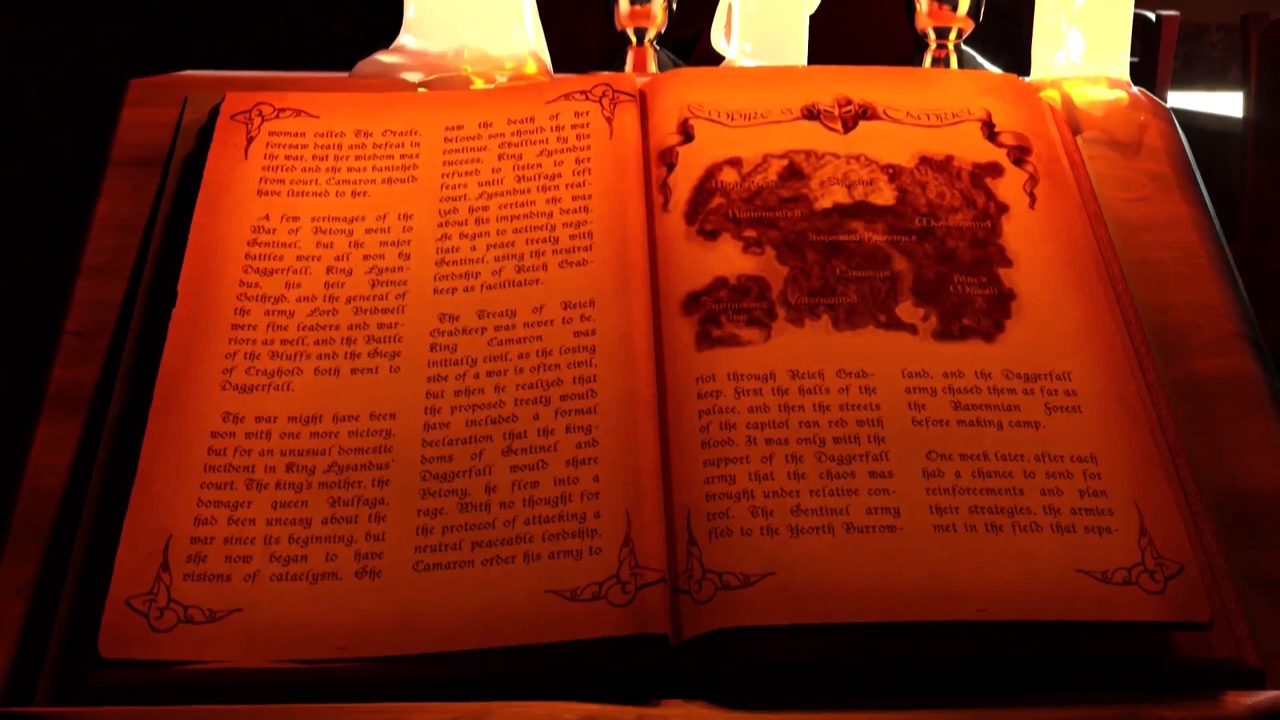 woman called The Oracle,
foresaw death and defeat in
the war, but her wisdom was
stifled and she was banished
from court. Camaron should
have listened to her.
A few scrimages of the
War of Betony went to
Sentinel, but the major
battles were all won by
Daggerfall. King Lysan-
dus, his heir Prince
Gothryd, and the general of
the army Lord Bridwell
were fine leaders and war-
riors as well, and the Battle
of the Bluffs and the Siege
of Craghold both went to
Daggerfall.
The war might have been
won with one more victory,
but for an unusual domestic
incident in King Lysandus'
court. The king's mother, the
dowager queen Nulfaga,
had been uneasy about the
war since its beginning, but
she now began to have
visions of cataclysm. She
saw the death of her
beloved son should the war
continue. Ebullient by his
success, King Lysandus
refused to listen to her
fears until Nulfaga left
court. Lysandus then real-
ized how certain she was
about his impending death.
He began to actively nego-
tiate a peace treaty with
Sentinel, using the neutral
lordship of Reich Grad-
keep as facilitator.
The Treaty of Reich
Gradkeep was never to be.
King Camaron was
initially civil, as the losing
side of a war is often civil,
but when he realized that
the proposed treaty would
have included a formal
declaration that the king-
doms of Sentinel and
Daggerfall would share
Betony, he flew into a
rage. With no thought for
the protocol of attacking a
neutral peaceable lordship,
Camaron order his army to
EMPIRE of TAMRIEL
High Rock
Skyrim
Hammerfell
Morrowind
Imperial Province
Elsweyr
Black
Marsh
Summerset
Isle
Valenwood
riot through Reich Grad-
keep. First the halls of the
palace, and then the streets
of the capitol ran red with
blood. It was only with the
support of the Daggerfall
army that the chaos was
brought under relative con-
trol. The Sentinel army
fled to the Yeorth Burrow-
land, and the Daggerfall
army chased them as far as
the Ravennian Forest
before making camp.
One week later, after each
had a chance to send for
reinforcements and plan
their strategies, the armies
met in the field that sepa-